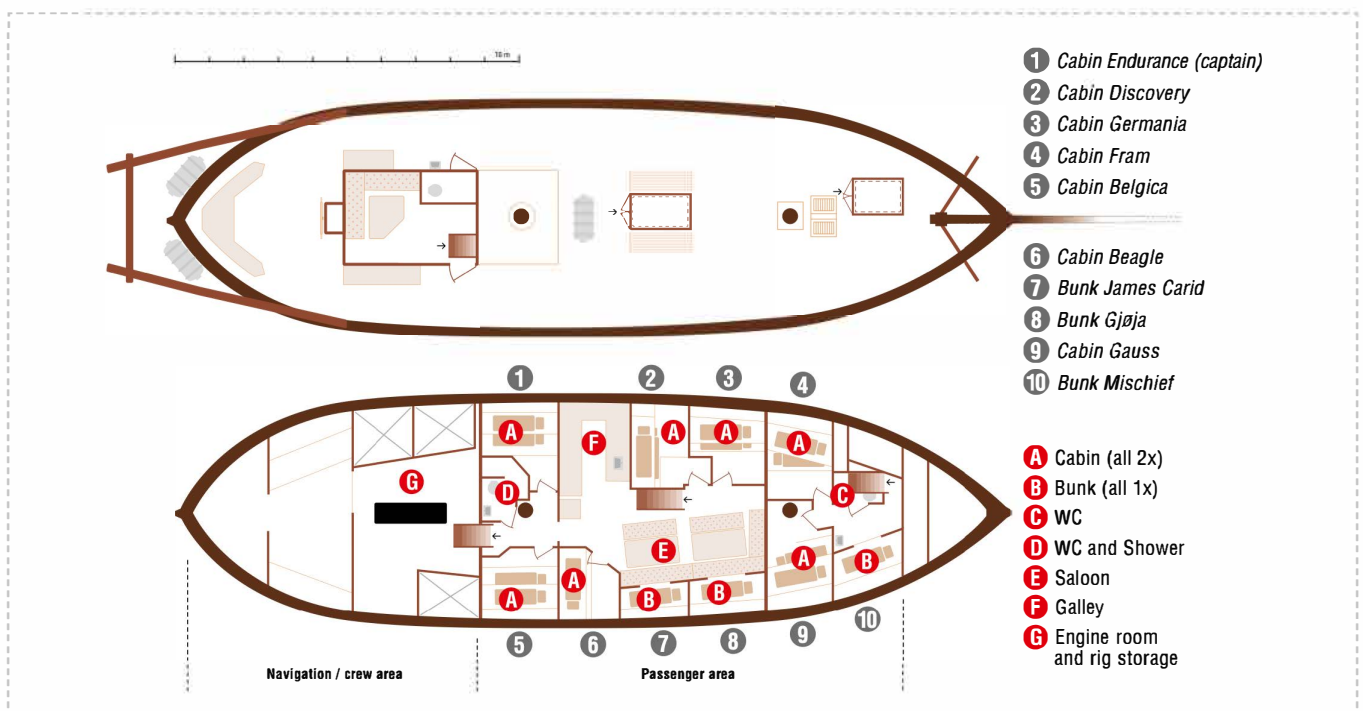 10 m
1 Cabin Endurance (captain)
2 Cabin Discovery
3 Cabin Germania
4 Cabin Fram
5 Cabin Belgica
6 Cabin Beagle
7 Bunk James Carid
8 Bunk Gjøja
9 Cabin Gauss
10 Bunk Mischief
1
2
3
4
A
F
A
A
A
G
D
C
E
A
A
A
B
B
B
5
6
7
8
9
10
Navigation / crew area
Passenger area
A Cabin (all 2x)
B Bunk (all 1x)
C WC
D WC and Shower
E Saloon
F Galley
G Engine room
and rig storage